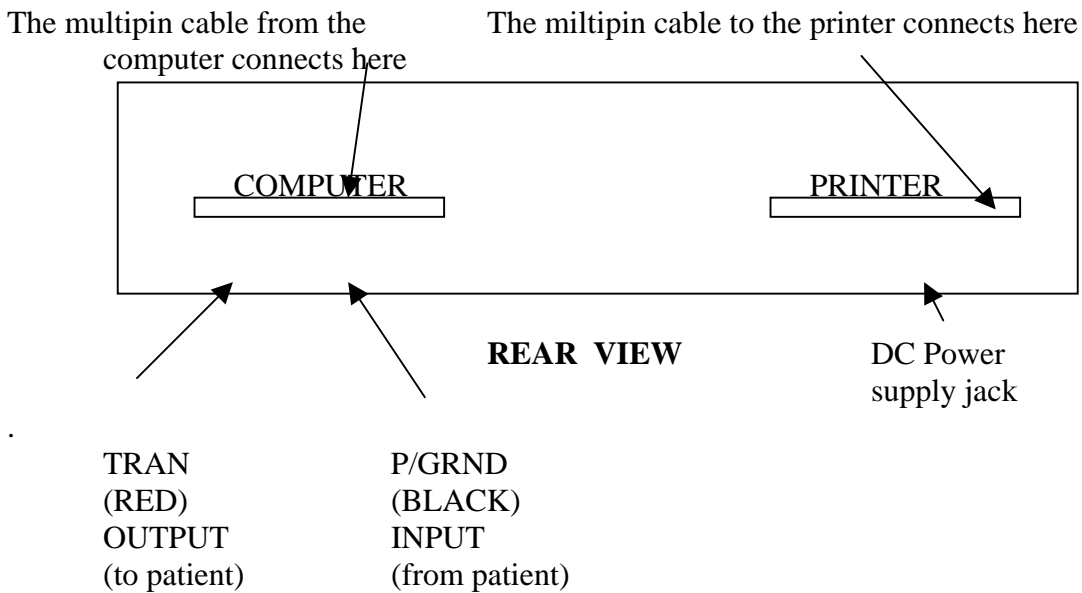 The multipin cable from the
computer connects here
The miltipin cable to the printer connects here
COMPUTER
PRINTER
REAR VIEW
DC Power
supply jack
.
TRAN
(RED)
OUTPUT
(to patient)
P/GRND
(BLACK)
INPUT
(from patient)